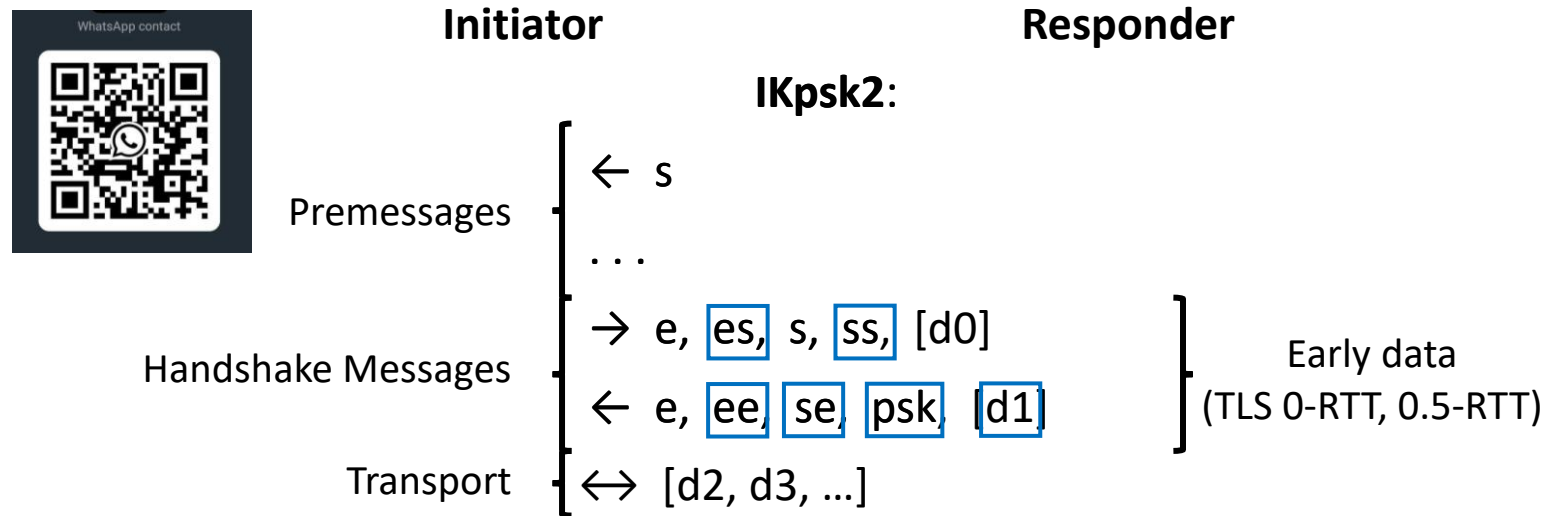 WhatsApp contact
Initiator
Responder
IKpsk2:
Premessages
← s
. . .
Handshake Messages
→ e, es, s, ss, [d0]
← e, ee, se, psk, [d1]
Early data
(TLS 0-RTT, 0.5-RTT)
Transport
↔ [d2, d3, …]